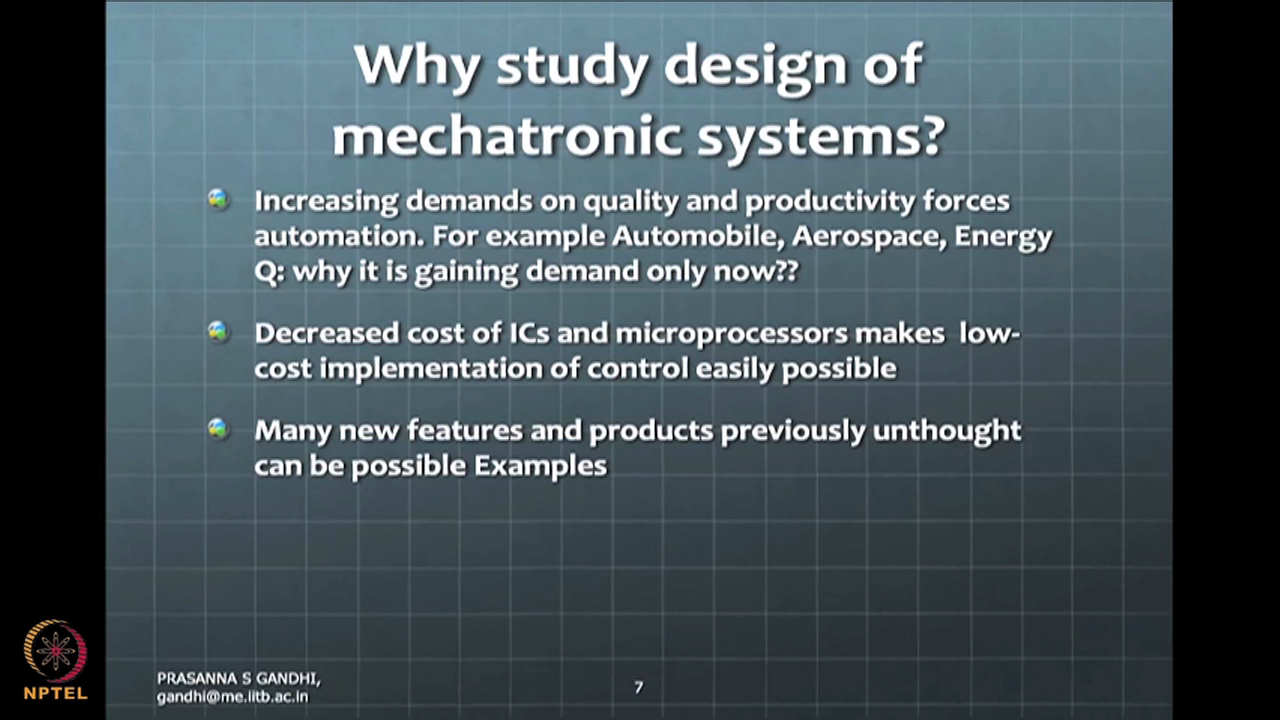 Why study design of
mechatronic systems?
Increasing demands on quality and productivity forces
automation. For example Automobile, Aerospace, Energy
Q: why it is gaining demand only now??
Decreased cost of ICs and microprocessors makes low-
cost implementation of control easily possible
Many new features and products previously unthought
can be possible Examples
PRASANNA S GANDHI,
gandhi@me.iitb.ac.in
7
NPTEL